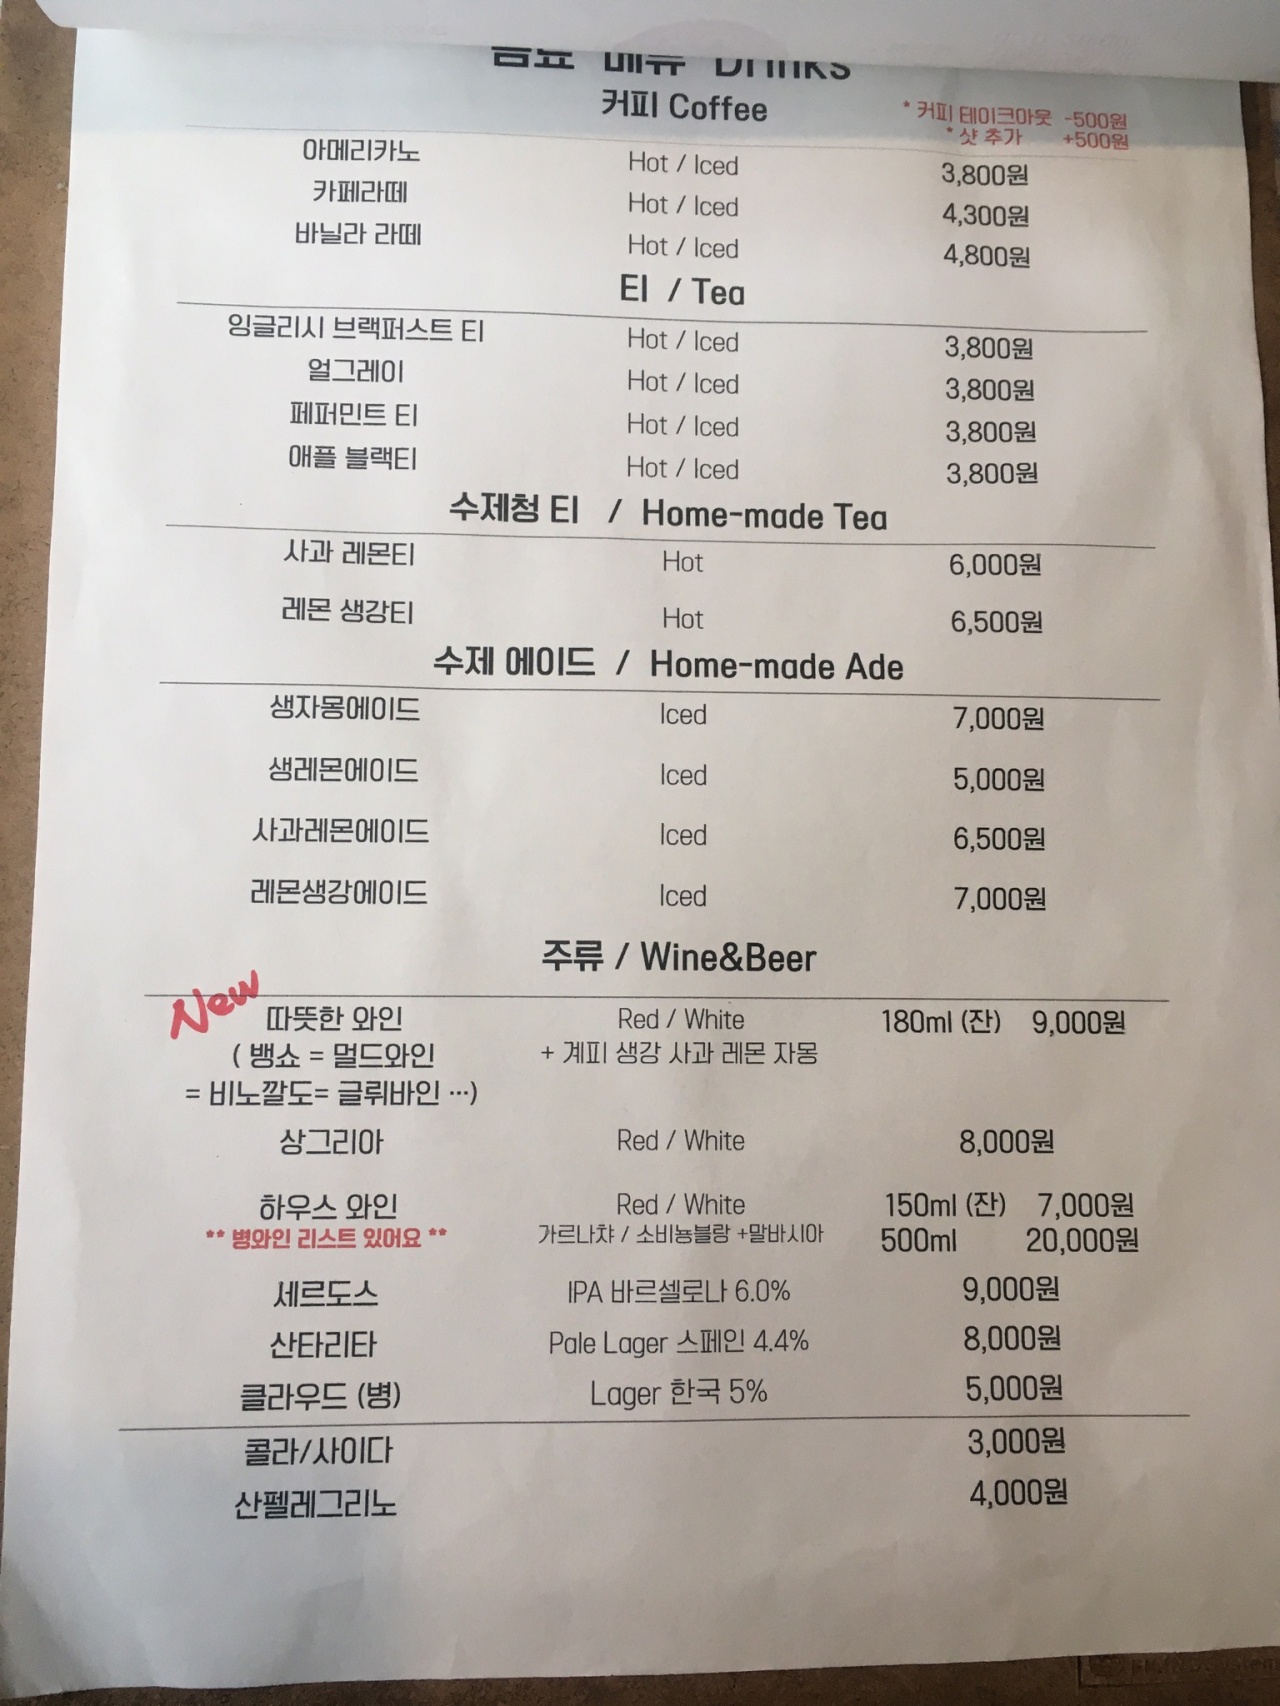 음료 메뉴 Drinks
커피 Coffee
* 커피 테이크아웃 -500원
* 샷 추가 +500원
아메리카노 Hot / Iced 3,800원
카페라떼 Hot / Iced 4,300원
바닐라 라떼 Hot / Iced 4,800원
티 / Tea
잉글리시 브랙퍼스트 티 Hot / Iced 3,800원
얼그레이 Hot / Iced 3,800원
페퍼민트 티 Hot / Iced 3,800원
애플 블랙티 Hot / Iced 3,800원
수제청 티 / Home-made Tea
사과 레몬티 Hot 6,000원
레몬 생강티 Hot 6,500원
수제 에이드 / Home-made Ade
생자몽에이드 Iced 7,000원
생레몬에이드 Iced 5,000원
사과레몬에이드 Iced 6,500원
레몬생강에이드 Iced 7,000원
주류 / Wine&Beer
New
따뜻한 와인 Red / White 180ml (잔) 9,000원
( 뱅쇼 = 멀드와인 + 계피 생강 사과 레몬 자몽
= 비노깔도= 글뤼바인 ···)
상그리아 Red / White 8,000원
하우스 와인 Red / White 150ml (잔) 7,000원
** 병와인 리스트 있어요 ** 가르나챠 / 소비뇽블랑 +말바시아 500ml 20,000원
세르도스 IPA 바르셀로나 6.0% 9,000원
산타리타 Pale Lager 스페인 4.4% 8,000원
클라우드 (병) Lager 한국 5% 5,000원
콜라/사이다 3,000원
산펠레그리노 4,000원